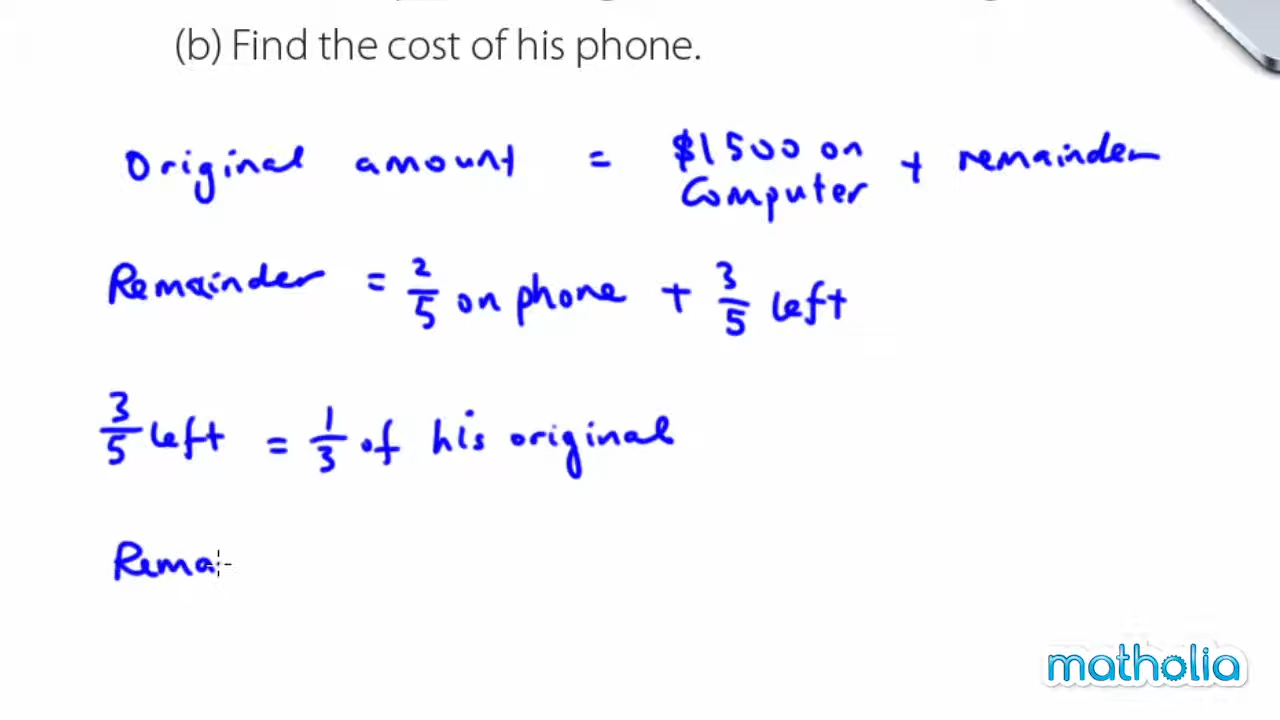 (b) Find the cost of his phone.
Original amount = $1500 on computer + remainder
Remainder = 2/5 on phone + 3/5 left
3/5 left = 1/3 of his original
Rema
matholia